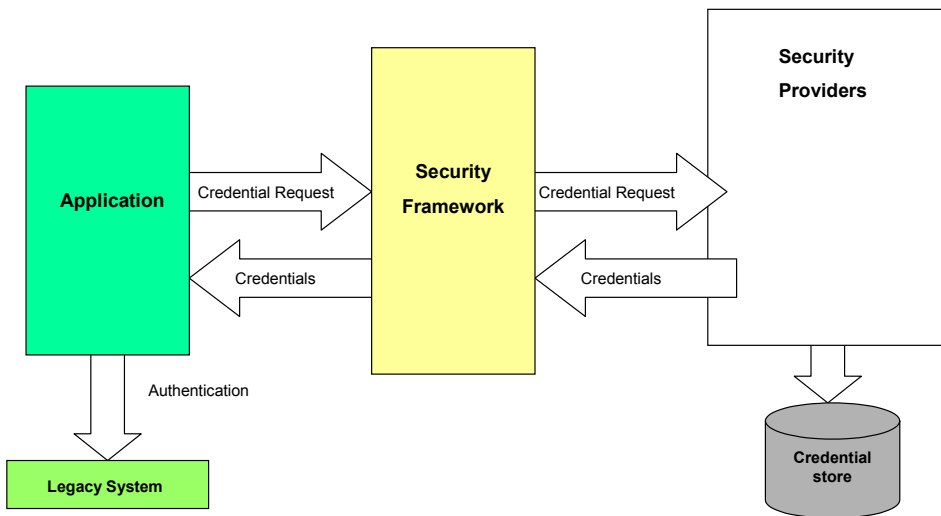 Security
Providers
Application
Credential Request
Security
Framework
Credential Request
Credentials
Credentials
Authentication
Legacy System
Credential
store